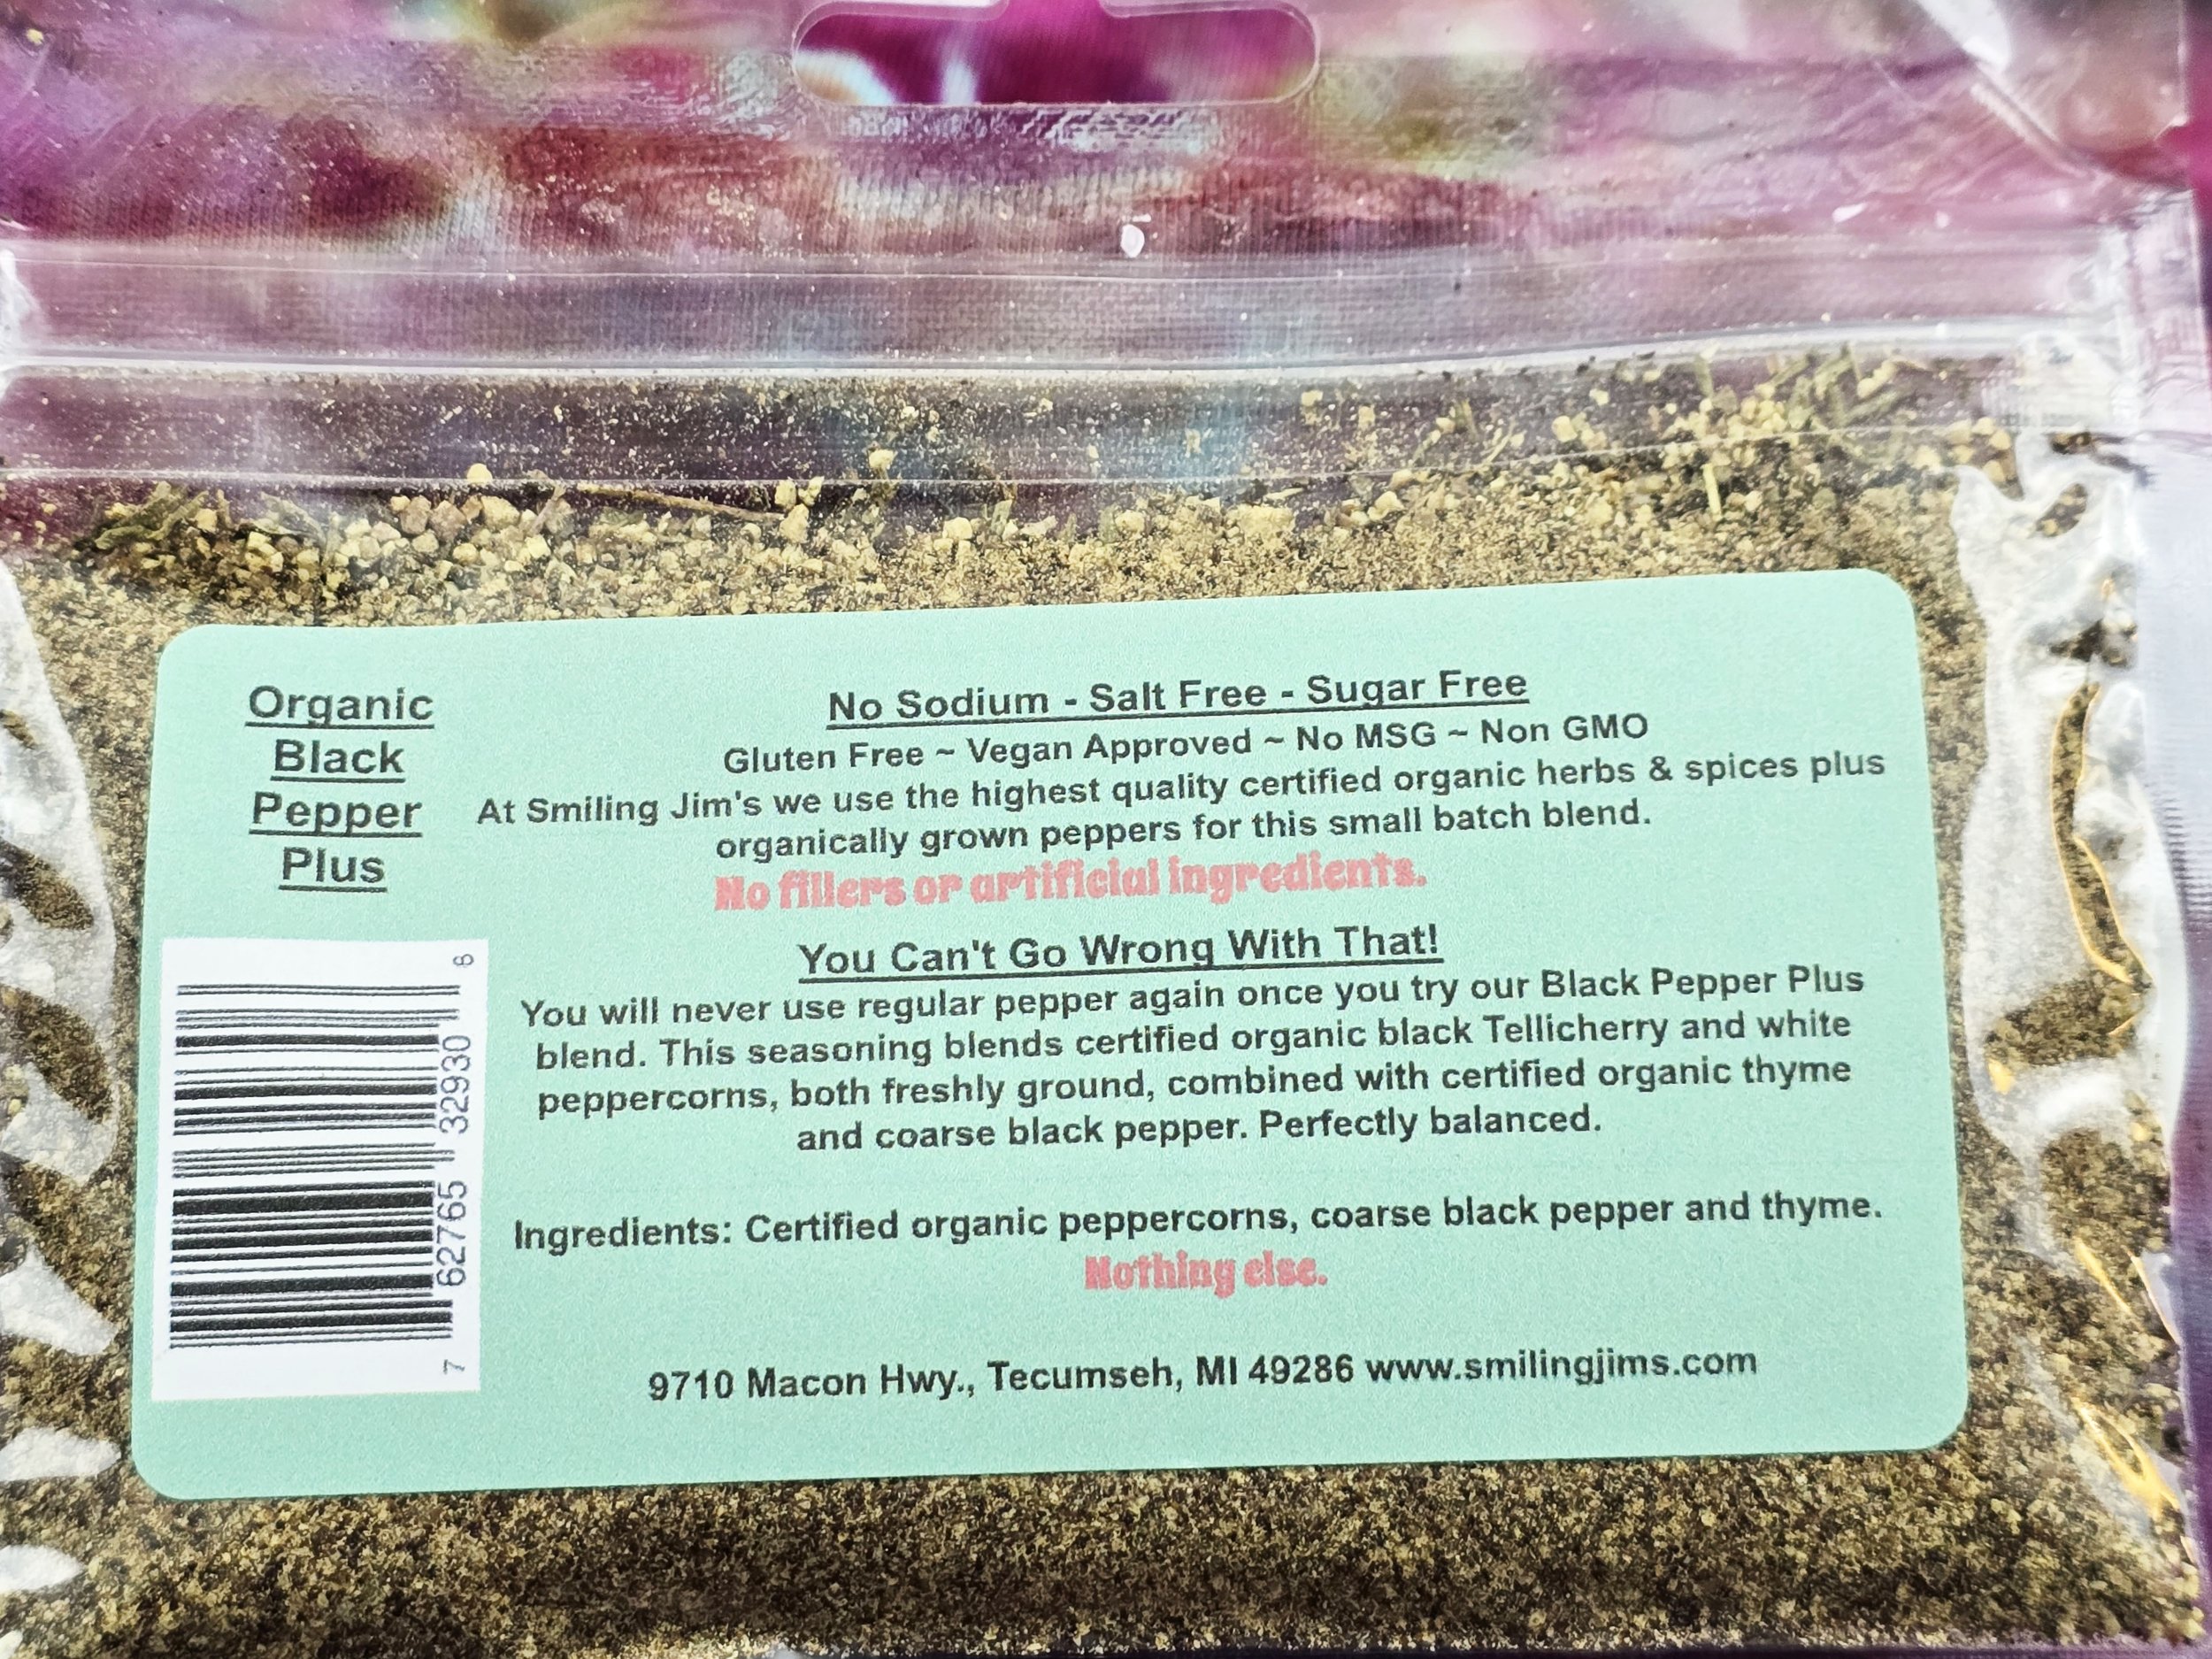 Organic
Black
Pepper
Plus
No Sodium - Salt Free - Sugar Free
Gluten Free ~ Vegan Approved ~ No MSG ~ Non GMO
At Smiling Jim's we use the highest quality certified organic herbs & spices plus
organically grown peppers for this small batch blend.
No fillers or artificial ingredients.
You Can't Go Wrong With That!
You will never use regular pepper again once you try our Black Pepper Plus
blend. This seasoning blends certified organic black Tellicherry and white
peppercorns, both freshly ground, combined with certified organic thyme
and coarse black pepper. Perfectly balanced.
Ingredients: Certified organic peppercorns, coarse black pepper and thyme.
Nothing else.
9710 Macon Hwy., Tecumseh, MI 49286 www.smilingjims.com
7 62765 32930 6